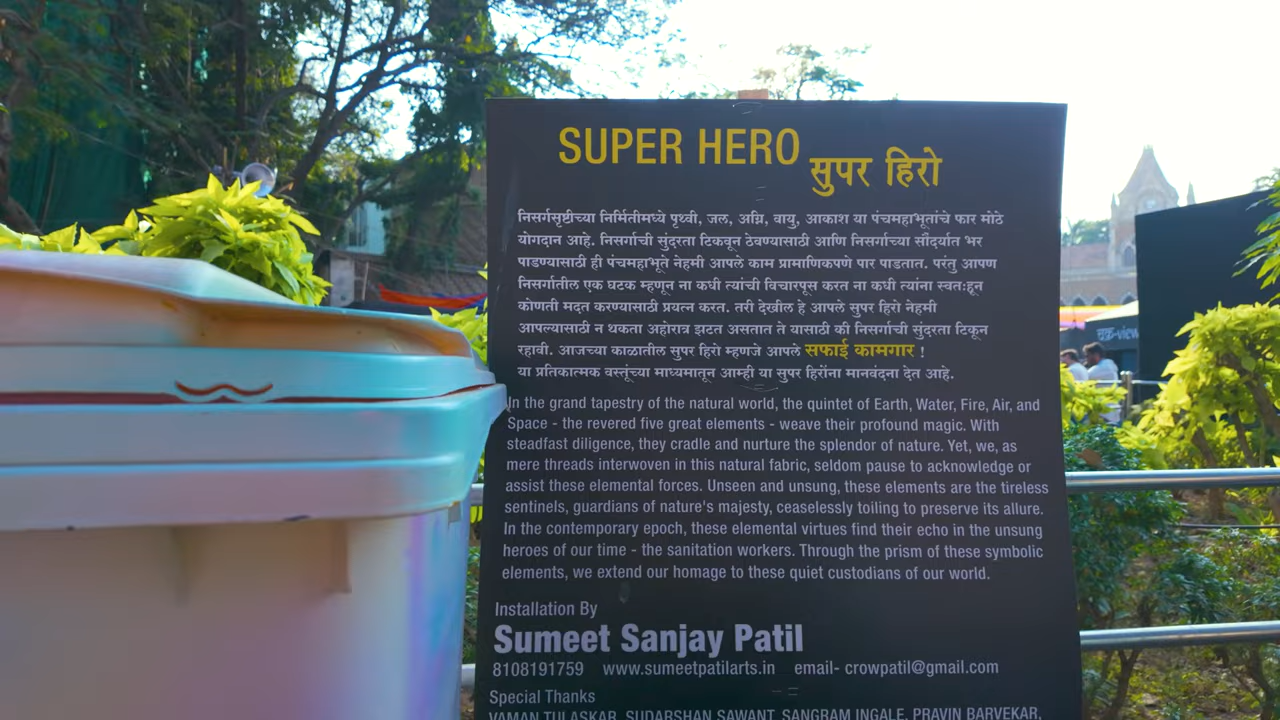 SUPER HERO सुपर हिरो
निसर्गसृष्टीच्या निर्मितीमध्ये पृथ्वी, जल, अग्नि, वायु, आकाश या पंचमहाभूतांचे फार मोठे
योगदान आहे. निसर्गाची सुंदरता टिकवून ठेवण्यासाठी आणि निसर्गाच्या सौंदर्यात भर
पाडण्यासाठी ही पंचमहाभूते नेहमी आपले काम प्रामाणिकपणे पार पाडतात. परंतु आपण
निसर्गातील एक घटक म्हणून ना कधी त्यांची विचारपूस करत ना कधी त्यांना स्वतःहून
कोणती मदत करण्यासाठी प्रयत्न करत. तरी देखील हे आपले सुपर हिरो नेहमी
आपल्यासाठी न थकता अहोरात्र झटत असतात ते यासाठी की निसर्गाची सुंदरता टिकून
रहावी. आजच्या काळातील सुपर हिरो म्हणजे आपले सफाई कामगार !
या प्रतिकात्मक वस्तूंच्या माध्यमातून आम्ही या सुपर हिरोंना मानवंदना देत आहे.
In the grand tapestry of the natural world, the quintet of Earth, Water, Fire, Air, and
Space - the revered five great elements - weave their profound magic. With
steadfast diligence, they cradle and nurture the splendor of nature. Yet, we, as
mere threads interwoven in this natural fabric, seldom pause to acknowledge or
assist these elemental forces. Unseen and unsung, these elements are the tireless
sentinels, guardians of nature's majesty, ceaselessly toiling to preserve its allure.
In the contemporary epoch, these elemental virtues find their echo in the unsung
heroes of our time - the sanitation workers. Through the prism of these symbolic
elements, we extend our homage to these quiet custodians of our world.
Installation By
Sumeet Sanjay Patil
8108191759 www.sumeetpatilarts.in email- crowpatil@gmail.com
Special Thanks
VAMAN TULASKAR, SUDARSHAN SAWANT, SANGRAM INGALE, PRAVIN BARVEKAR,